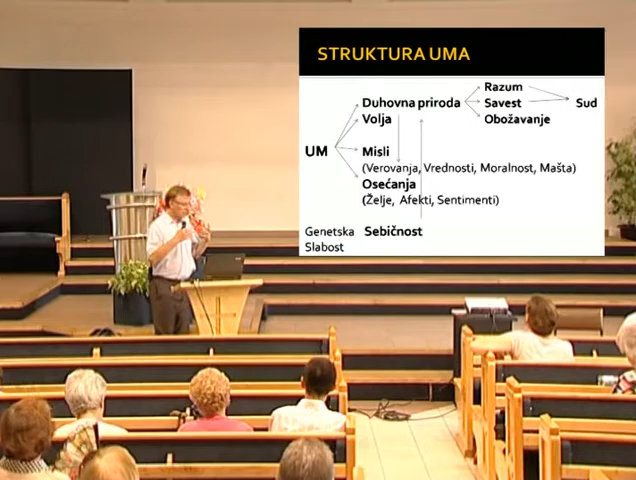 STRUKTURA UMA
Razum
Duhovna priroda
Savest
Sud
Volja
Obožavanje
UM
Misli
(Verovanja, Vrednosti, Moralnost, Mašta)
Osećanja
(Želje, Afekti, Sentimenti)
Genetska
Sebičnost
Slabost